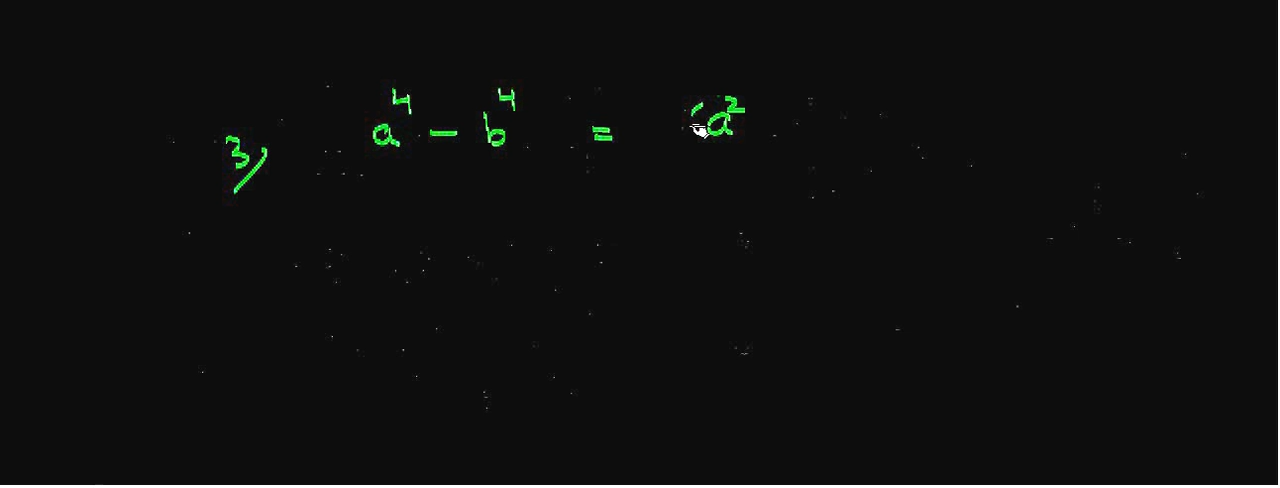 3) a⁴ - b⁴ = (a²